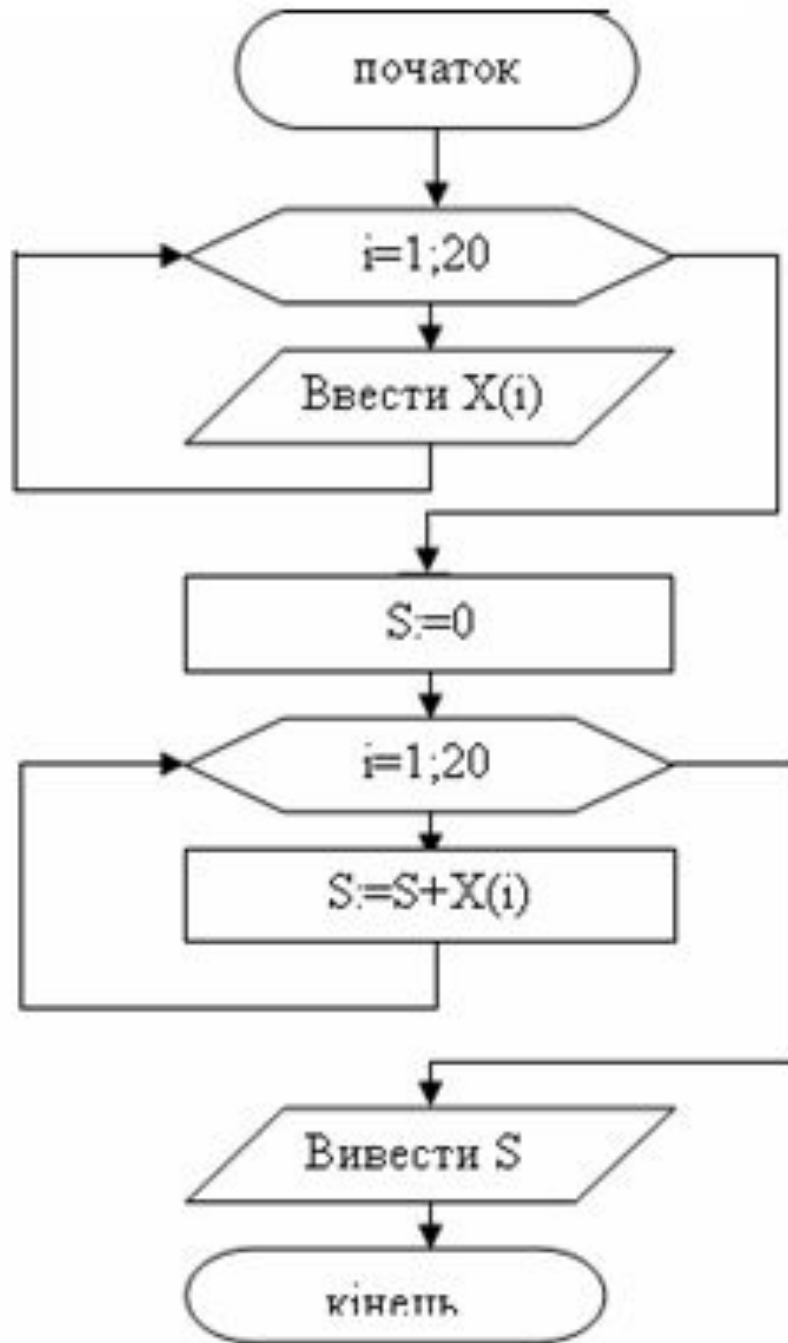 початок
i=1;20
Ввести X(i)
S:=0
i=1;20
S:=S+X(i)
Вивести S
кінець